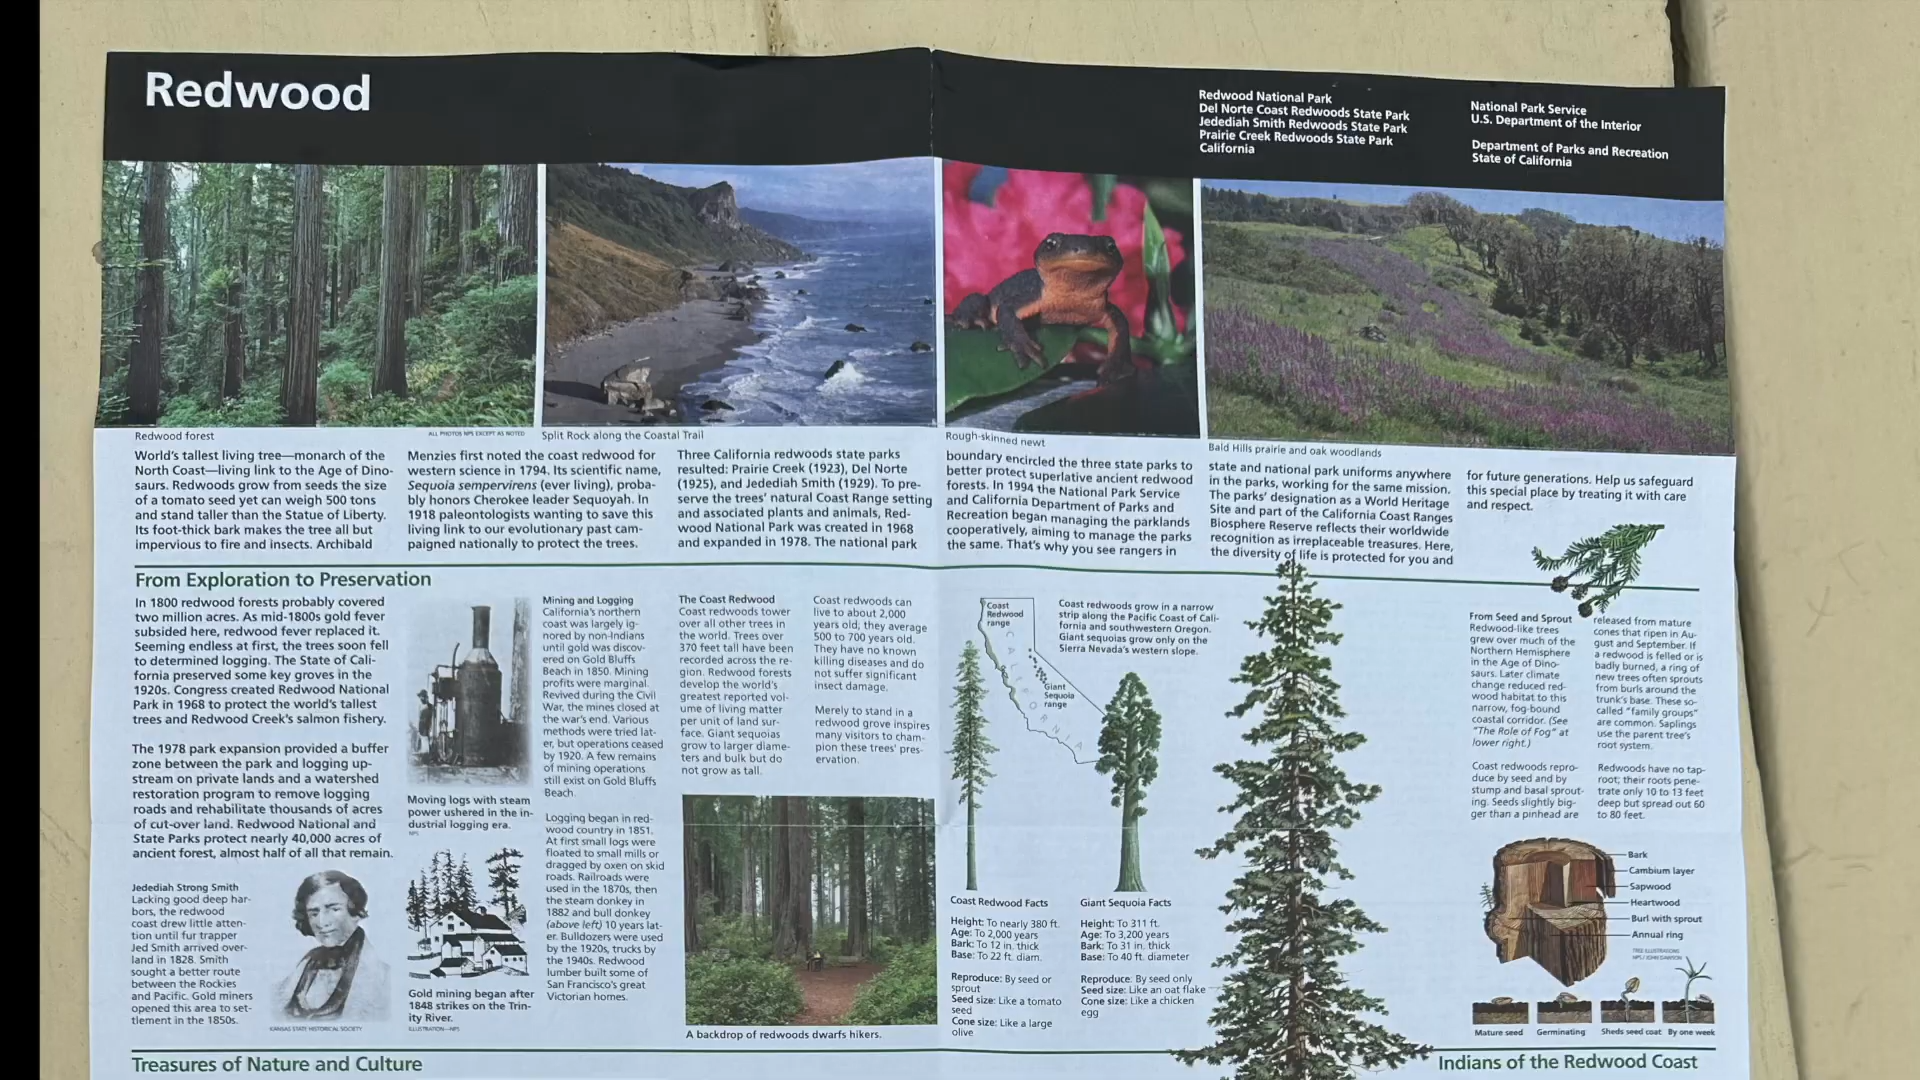 Redwood
Redwood National Park
Del Norte Coast Redwoods State Park
Jedediah Smith Redwoods State Park
Prairie Creek Redwoods State Park
California
National Park Service
U.S. Department of the Interior
Department of Parks and Recreation
State of California
Redwood forest
ALL PHOTOS NPS EXCEPT AS NOTED
Split Rock along the Coastal Trail
Rough-skinned newt
Bald Hills prairie and oak woodlands
World's tallest living tree—monarch of the
North Coast—living link to the Age of Dino-
saurs. Redwoods grow from seeds the size
of a tomato seed yet can weigh 500 tons
and stand taller than the Statue of Liberty.
Its foot-thick bark makes the tree all but
impervious to fire and insects. Archibald
Menzies first noted the coast redwood for
western science in 1794. Its scientific name,
Sequoia sempervirens (ever living), proba-
bly honors Cherokee leader Sequoyah. In
1918 paleontologists wanting to save this
living link to our evolutionary past cam-
paigned nationally to protect the trees.
Three California redwoods state parks
resulted: Prairie Creek (1923), Del Norte
(1925), and Jedediah Smith (1929). To pre-
serve the trees' natural Coast Range setting
and associated plants and animals, Red-
wood National Park was created in 1968
and expanded in 1978. The national park
boundary encircled the three state parks to
better protect superlative ancient redwood
forests. In 1994 the National Park Service
and California Department of Parks and
Recreation began managing the parklands
cooperatively, aiming to manage the parks
the same. That's why you see rangers in
state and national park uniforms anywhere
in the parks, working for the same mission.
The parks' designation as a World Heritage
Site and part of the California Coast Ranges
Biosphere Reserve reflects their worldwide
recognition as irreplaceable treasures. Here,
the diversity of life is protected for you and
for future generations. Help us safeguard
this special place by treating it with care
and respect.
From Exploration to Preservation
In 1800 redwood forests probably covered
two million acres. As mid-1800s gold fever
subsided here, redwood fever replaced it.
Seeming endless at first, the trees soon fell
to determined logging. The State of Cali-
fornia preserved some key groves in the
1920s. Congress created Redwood National
Park in 1968 to protect the world's tallest
trees and Redwood Creek's salmon fishery.
The 1978 park expansion provided a buffer
zone between the park and logging up-
stream on private lands and a watershed
restoration program to remove logging
roads and rehabilitate thousands of acres
of cut-over land. Redwood National and
State Parks protect nearly 40,000 acres of
ancient forest, almost half of all that remain.
Jedediah Strong Smith
Lacking good deep har-
bors, the redwood
coast drew little atten-
tion until fur trapper
Jed Smith arrived over-
land in 1828. Smith
sought a better route
between the Rockies
and Pacific. Gold miners
opened this area to set-
tlement in the 1850s.
KANSAS STATE HISTORICAL SOCIETY
Moving logs with steam
power ushered in the in-
dustrial logging era.
NPS
Gold mining began after
1848 strikes on the Trin-
ity River.
ILLUSTRATION—NPS
Mining and Logging
California's northern
coast was largely ig-
nored by non-Indians
until gold was discov-
ered on Gold Bluffs
Beach in 1850. Mining
profits were marginal.
Revived during the Civil
War, the mines closed at
the war's end. Various
methods were tried lat-
er, but operations ceased
by 1920. A few remains
of mining operations
still exist on Gold Bluffs
Beach.
Logging began in red-
wood country in 1851.
At first small logs were
floated to small mills or
dragged by oxen on skid
roads. Railroads were
used in the 1870s, then
the steam donkey in
1882 and bull donkey
(above left) 10 years lat-
er. Bulldozers were used
by the 1920s, trucks by
the 1940s. Redwood
lumber built some of
San Francisco's great
Victorian homes.
The Coast Redwood
Coast redwoods tower
over all other trees in
the world. Trees over
370 feet tall have been
recorded across the re-
gion. Redwood forests
develop the world's
greatest reported vol-
ume of living matter
per unit of land sur-
face. Giant sequoias
grow to larger diame-
ters and bulk but do
not grow as tall.
Coast redwoods can
live to about 2,000
years old; they average
500 to 700 years old.
They have no known
killing diseases and do
not suffer significant
insect damage.
Merely to stand in a
redwood grove inspires
many visitors to cham-
pion these trees' pres-
ervation.
A backdrop of redwoods dwarfs hikers.
Coast
Redwood
range
CALIFORNIA
Giant
Sequoia
range
Coast redwoods grow in a narrow
strip along the Pacific Coast of Cali-
fornia and southwestern Oregon.
Giant sequoias grow only on the
Sierra Nevada's western slope.
Coast Redwood Facts
Height: To nearly 380 ft.
Age: To 2,000 years
Bark: To 12 in. thick
Base: To 22 ft. diam.
Reproduce: By seed or
sprout
Seed size: Like a tomato
seed
Cone size: Like a large
olive
Giant Sequoia Facts
Height: To 311 ft.
Age: To 3,200 years
Bark: To 31 in. thick
Base: To 40 ft. diameter
Reproduce: By seed only
Seed size: Like an oat flake
Cone size: Like a chicken
egg
From Seed and Sprout
Redwood-like trees
grew over much of the
Northern Hemisphere
in the Age of Dino-
saurs. Later climate
change reduced red-
wood habitat to this
narrow, fog-bound
coastal corridor. (See
"The Role of Fog" at
lower right.)
Coast redwoods repro-
duce by seed and by
stump and basal sprout-
ing. Seeds slightly big-
ger than a pinhead are
released from mature
cones that ripen in Au-
gust and September. If
a redwood is felled or is
badly burned, a ring of
new trees often sprouts
from burls around the
trunk's base. These so-
called "family groups"
are common. Saplings
use the parent tree's
root system.
Redwoods have no tap-
root; their roots pene-
trate only 10 to 13 feet
deep but spread out 60
to 80 feet.
Bark
Cambium layer
Sapwood
Heartwood
Burl with sprout
Annual ring
TREE ILLUSTRATIONS
NPS / JOHN DAWSON
Mature seed
Germinating
Sheds seed coat
By one week
Treasures of Nature and Culture
Indians of the Redwood Coast